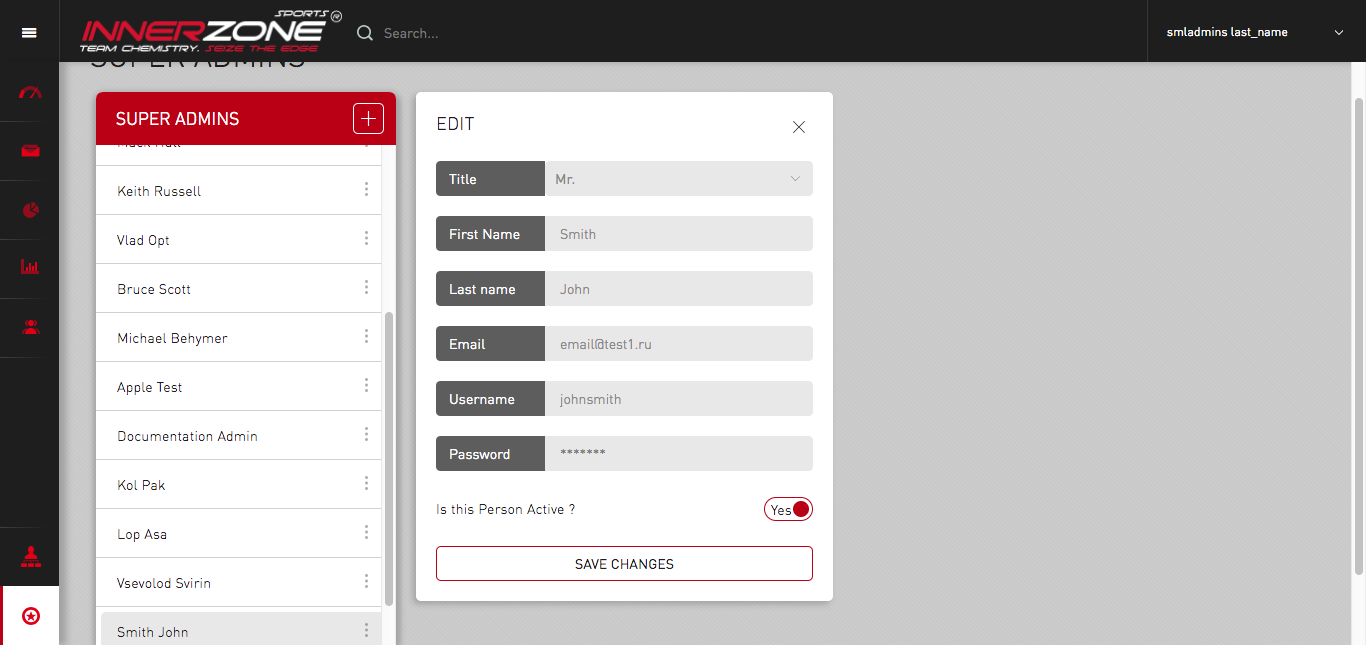 SPORTS ®
INNERZONE
TEAM CHEMISTRY. SEIZE THE EDGE
Search...
smladmins last_name
SUPER ADMINS
SUPER ADMINS
Keith Russell
Vlad Opt
Bruce Scott
Michael Behymer
Apple Test
Documentation Admin
Kol Pak
Lop Asa
Vsevolod Svirin
Smith John
EDIT
Title Mr.
First Name Smith
Last name John
Email email@test1.ru
Username johnsmith
Password *******
Is this Person Active ? Yes
SAVE CHANGES